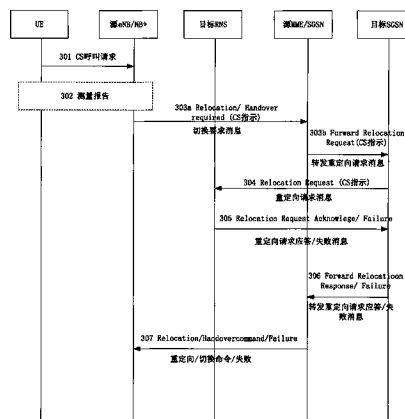 UE
源eNB/NB+
目标RNS
源MME/SGSN
目标SGSN
301 CS呼叫请求
302 测量报告
303a Relocation/ Handover
required (CS指示)
切换要求消息
303b Forward Relocation
Request(CS指示)
转发重定向请求消息
304 Relocation Request (CS指示)
重定向请求消息
305 Relocation Request Acknowlege/ Failure
重定向请求应答/失败消息
306 Forward Relocatioon
Response/ Failure
转发重定向请求应答/失
败消息
307 Relocation/Handovercommand/Failure
重定向/切换命令/失败